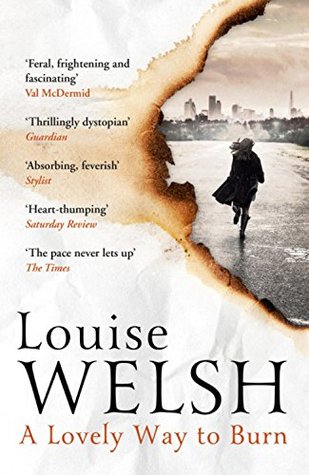 ‘Feral, frightening and
fascinating’
Val McDermid
‘Thrillingly dystopian’
Guardian
‘Absorbing, feverish’
Stylist
‘Heart-thumping’
Saturday Review
‘The pace never lets up’
The Times
Louise
WELSH
A Lovely Way to Burn